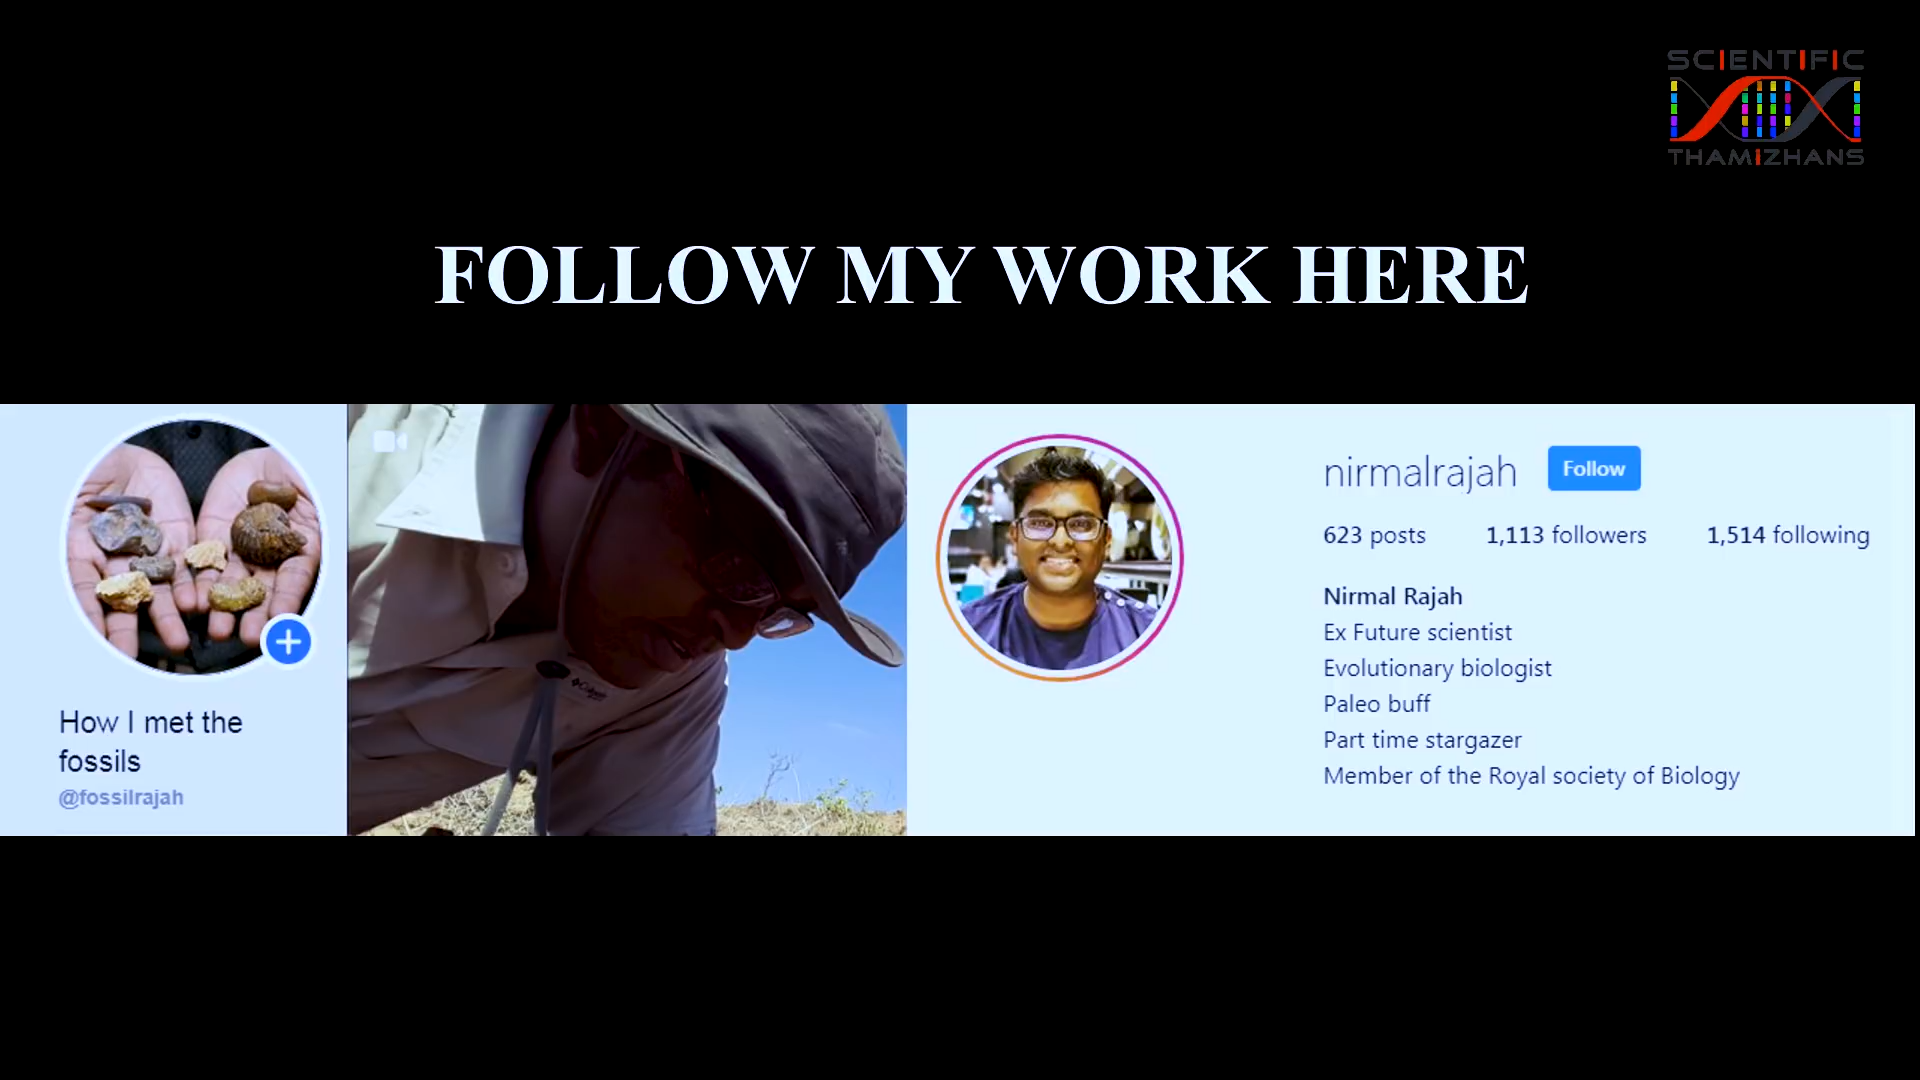 SCIENTIFIC
THAMIZHANS
FOLLOW MY WORK HERE
How I met the
fossils
@fossilrajah
Columbia
nirmalrajah Follow
623 posts 1,113 followers 1,514 following
Nirmal Rajah
Ex Future scientist
Evolutionary biologist
Paleo buff
Part time stargazer
Member of the Royal society of Biology